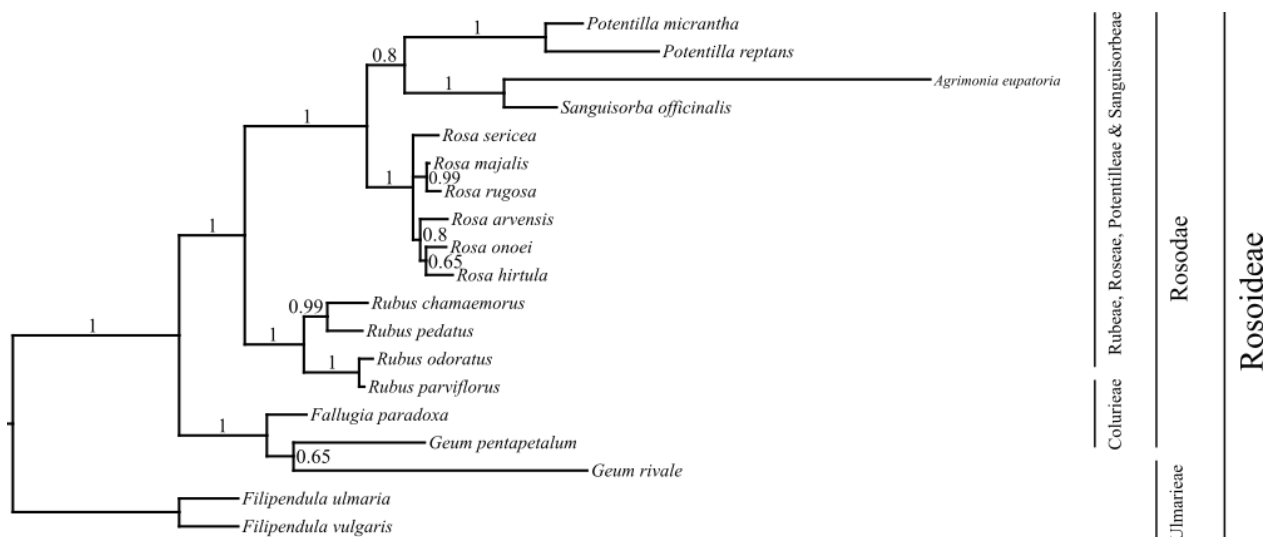 1
Potentilla micrantha
Potentilla reptans
0.8
1
Agrimonia eupatoria
Sanguisorba officinalis
1
Rosa sericea
Rosa majalis
0.99
1
Rosa rugosa
Rosa arvensis
1
0.8
Rosa onoei
0.65
Rosa hirtula
Rubus chamaemorus
0.99
Rubus pedatus
1
1
Rubus odoratus
1
Rubus parviflorus
Fallugia paradoxa
1
Geum pentapetalum
0.65
Geum rivale
Filipendula ulmaria
Filipendula vulgaris
Rubeae, Roseae, Potentilleae & Sanguisorbeae
Colurieae
Rosodae
Ulmarieae
Rosoideae